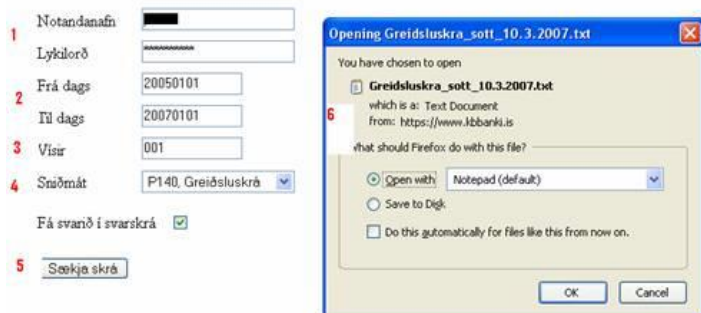 1
Notandanafn
Lykilorð
**********
2
Frá dags 20050101
Til dags 20070101
3 Vísir 001
4 Sniðmát P140, Greiðsluskrá
Fá svarið í svarskrá
5 Sækja skrá
Opening Greidsluskra_sott_10.3.2007.txt
You have chosen to open
Greidsluskra_sott_10.3.2007.txt
which is a: Text Document
6
from: https://www.kbbanki.is
What should Firefox do with this file?
Open with Notepad (default)
Save to Disk
Do this automatically for files like this from now on.
OK Cancel